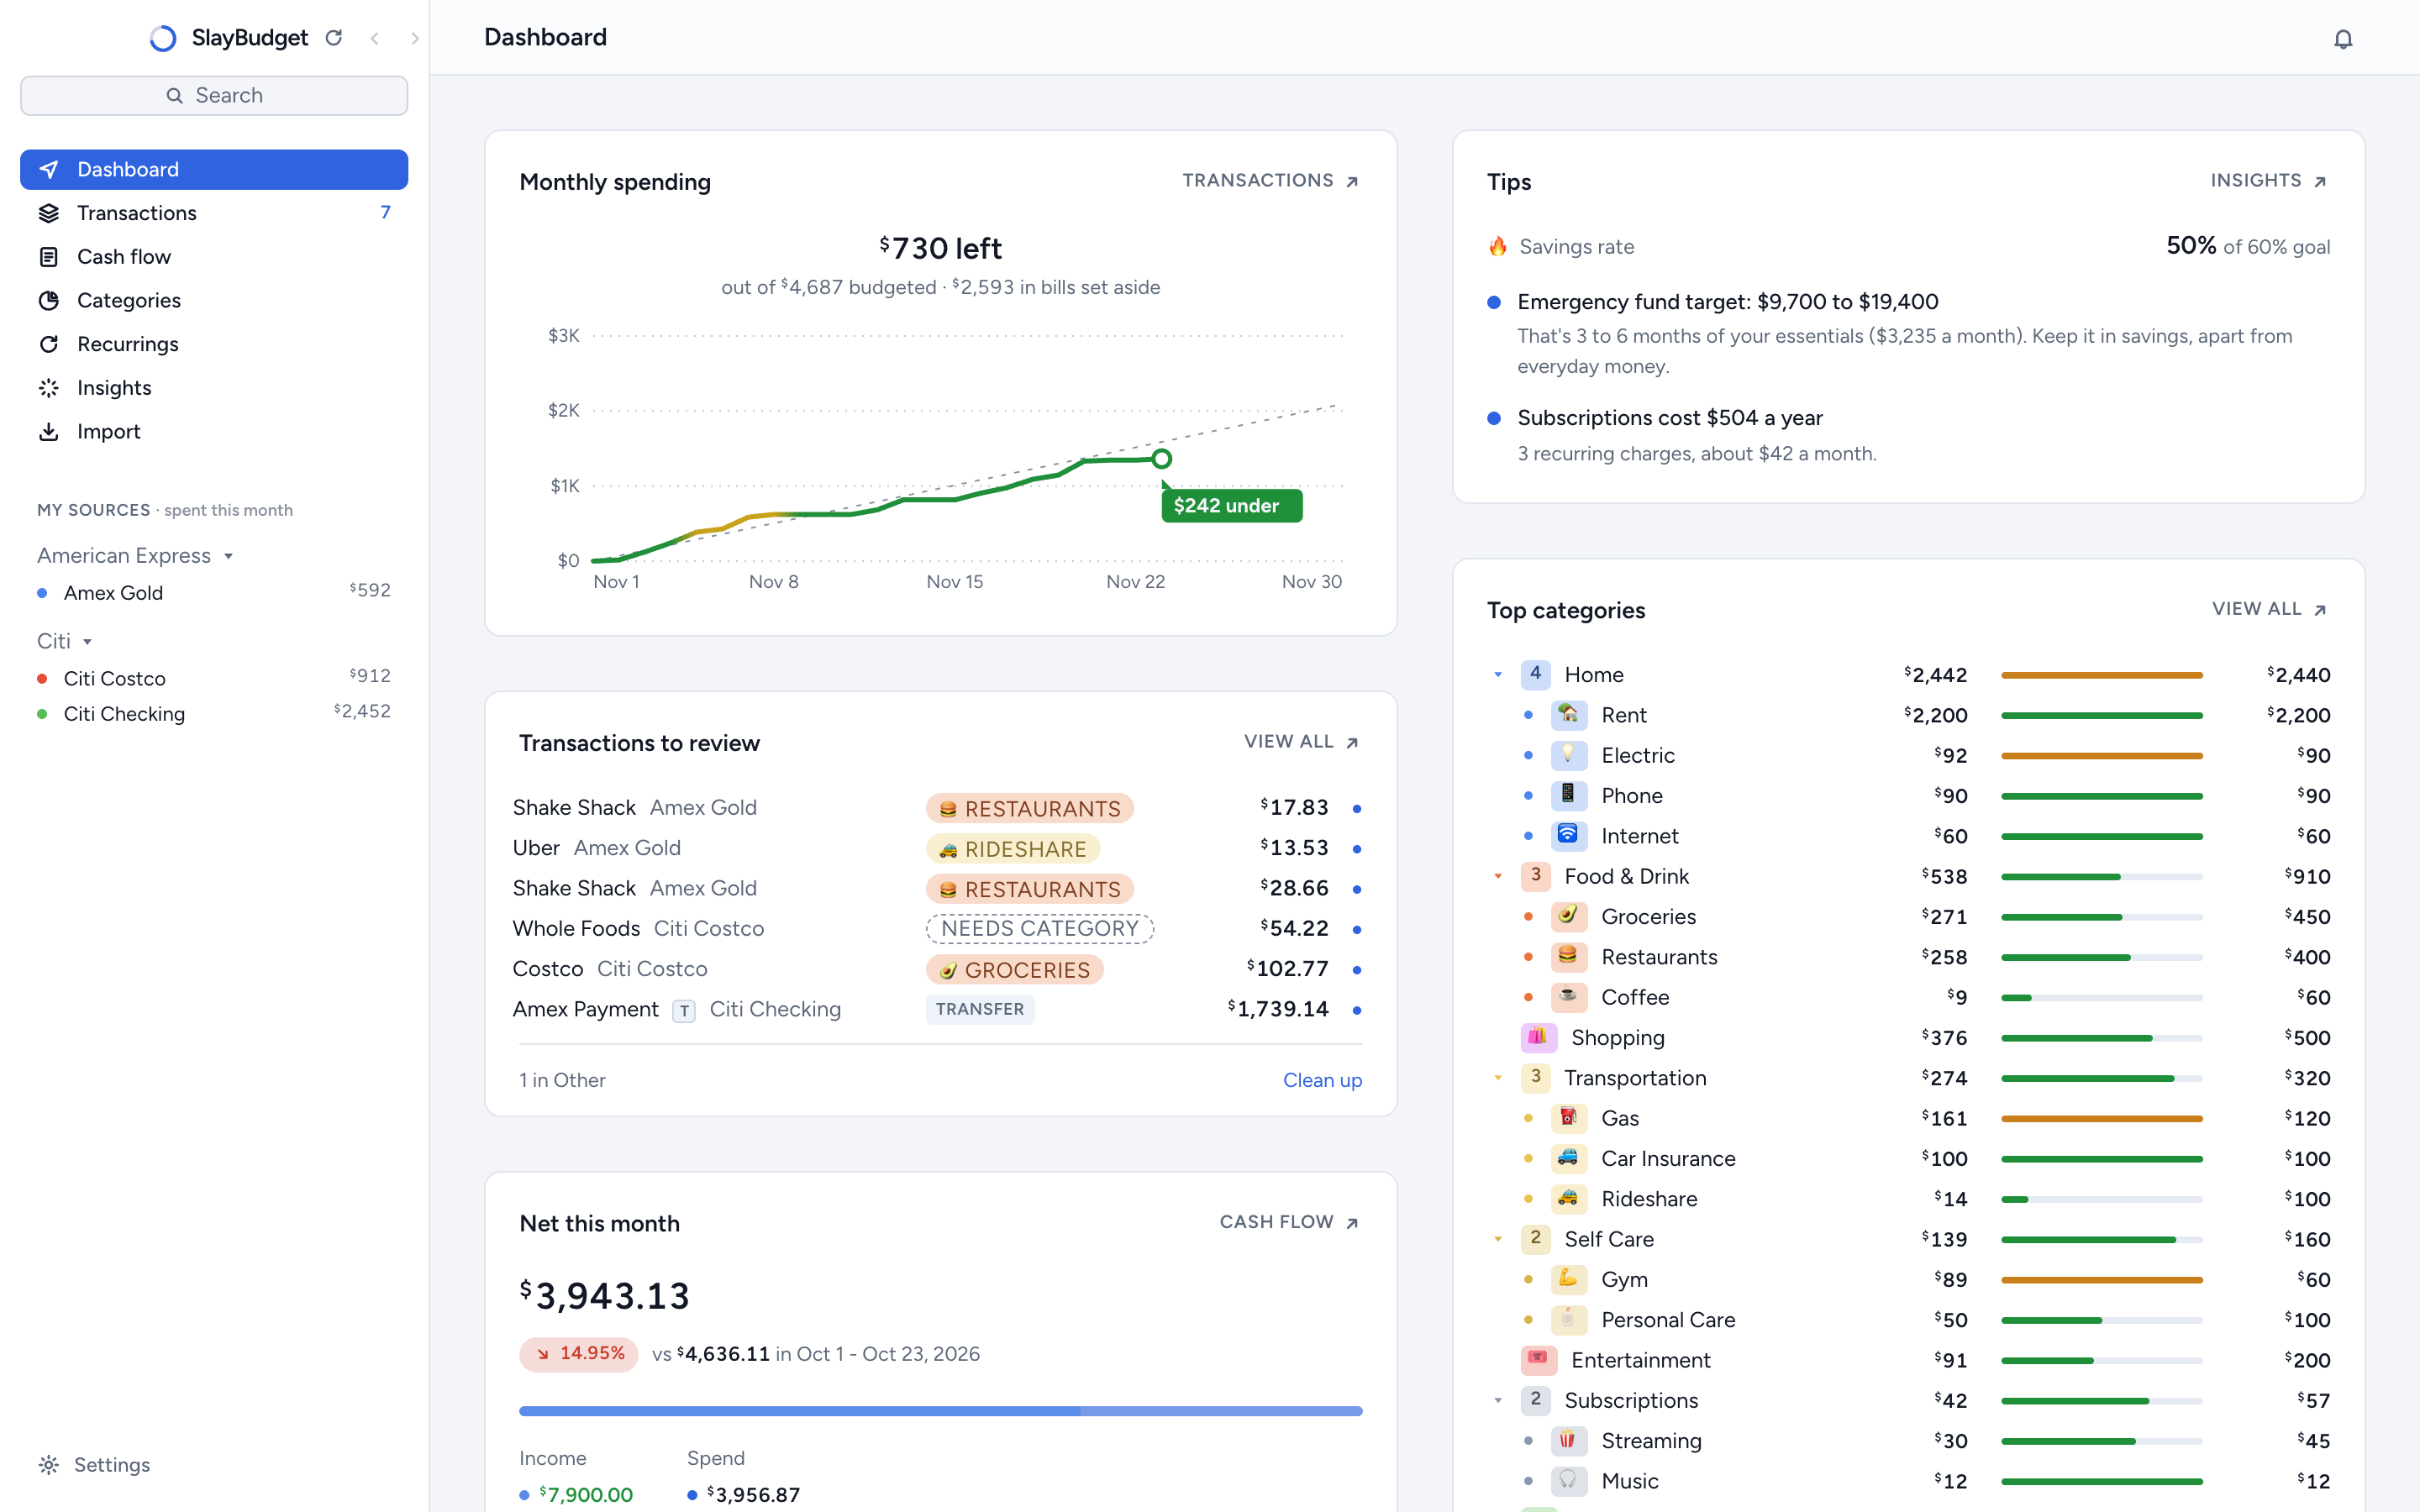 SlayBudget
Search
Dashboard
Transactions 7
Cash flow
Categories
Recurrings
Insights
Import
MY SOURCES · spent this month
American Express
Amex Gold $592
Citi
Citi Costco $912
Citi Checking $2,452
Settings
Dashboard
Monthly spending TRANSACTIONS
$730 left
out of $4,687 budgeted · $2,593 in bills set aside
$3K
$2K
$1K
$0
$242 under
Nov 1 Nov 8 Nov 15 Nov 22 Nov 30
Transactions to review VIEW ALL
Shake Shack Amex Gold RESTAURANTS $17.83
Uber Amex Gold RIDESHARE $13.53
Shake Shack Amex Gold RESTAURANTS $28.66
Whole Foods Citi Costco NEEDS CATEGORY $54.22
Costco Citi Costco GROCERIES $102.77
Amex Payment T Citi Checking TRANSFER $1,739.14
1 in Other Clean up
Net this month CASH FLOW
$3,943.13
14.95% vs $4,636.11 in Oct 1 - Oct 23, 2026
Income Spend
$7,900.00 $3,956.87
Tips INSIGHTS
Savings rate 50% of 60% goal
Emergency fund target: $9,700 to $19,400
That's 3 to 6 months of your essentials ($3,235 a month). Keep it in savings, apart from
everyday money.
Subscriptions cost $504 a year
3 recurring charges, about $42 a month.
Top categories VIEW ALL
4 Home $2,442 $2,440
Rent $2,200 $2,200
Electric $92 $90
Phone $90 $90
Internet $60 $60
3 Food & Drink $538 $910
Groceries $271 $450
Restaurants $258 $400
Coffee $9 $60
Shopping $376 $500
3 Transportation $274 $320
Gas $161 $120
Car Insurance $100 $100
Rideshare $14 $100
2 Self Care $139 $160
Gym $89 $60
Personal Care $50 $100
Entertainment $91 $200
2 Subscriptions $42 $57
Streaming $30 $45
Music $12 $12